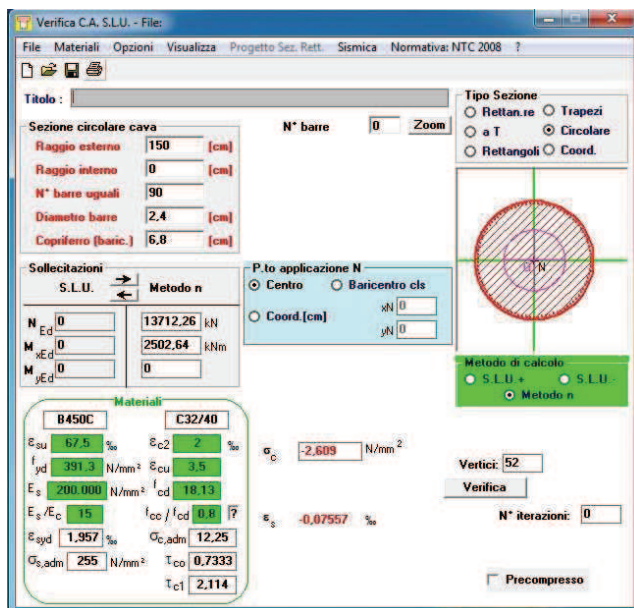 Verifica C.A. S.L.U. - File:
File Materiali Opzioni Visualizza Progetto Sez. Rett. Sismica Normativa: NTC 2008 ?
Titolo :
Tipo Sezione
Rettan.re Trapezi
a T Circolare
Rettangoli Coord.
Sezione circolare cava
Raggio esterno 150 [cm]
Raggio interno 0 [cm]
N° barre uguali 90
Diametro barre 2,4 [cm]
Copriferro (baric.) 6,8 [cm]
N° barre 0 Zoom
N
Sollecitazioni
S.L.U. Metodo n
N Ed 0 13712,26 kN
M xEd 0 2502,64 kNm
M yEd 0 0
P.to applicazione N
Centro Baricentro cls
Coord.[cm] xN 0
yN 0
Metodo di calcolo
S.L.U.+ S.L.U.-
Metodo n
Materiali
B450C C32/40
εsu 67,5 ‰ εc2 2 ‰
fyd 391,3 N/mm² εcu 3,5
Es 200.000 N/mm² fcd 18,13
Es/Ec 15 fcc/fcd 0,8 ?
εsyd 1,957 ‰ σc,adm 12,25
σs,adm 255 N/mm² τco 0,7333
τc1 2,114
σc -2,609 N/mm²
εs -0,07557 ‰
Vertici: 52
Verifica
N° iterazioni: 0
Precompresso